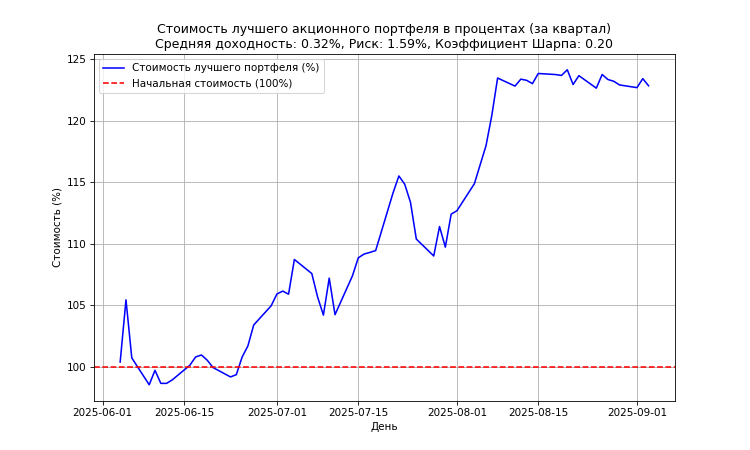 Стоимость лучшего акционного портфеля в процентах (за квартал)
Средняя доходность: 0.32%, Риск: 1.59%, Коэффициент Шарпа: 0.20
Стоимость лучшего портфеля (%)
Начальная стоимость (100%)
Стоимость (%)
125
120
115
110
105
100
2025-06-01
2025-06-15
2025-07-01
2025-07-15
2025-08-01
2025-08-15
2025-09-01
День